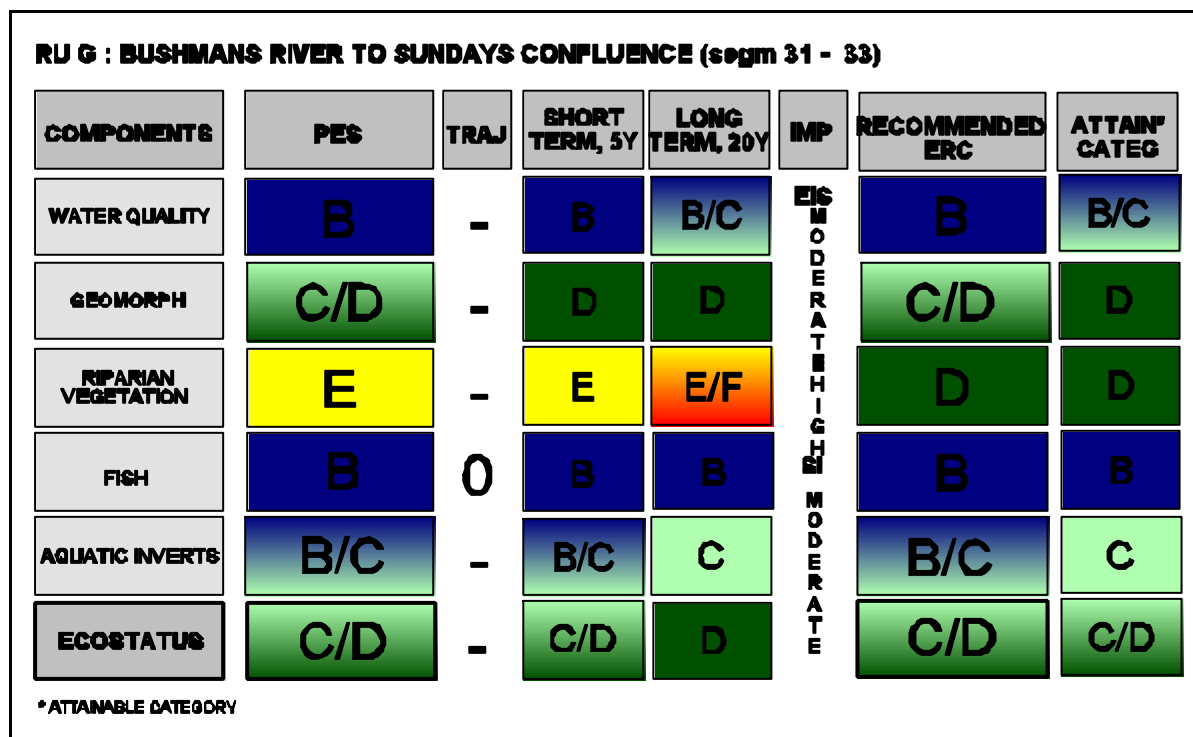 RU G : BUSHMANS RIVER TO SUNDAYS CONFLUENCE (segm 31 - 33)
COMPONENTS PES TRAJ SHORT TERM, 5Y LONG TERM, 20Y IMP RECOMMENDED ERC ATTAIN* CATEG
WATER QUALITY B - B B/C B B/C
GEOMORPH C/D - D D C/D D
RIPARIAN VEGETATION E - E E/F D D
FISH B 0 B B B B
AQUATIC INVERTS B/C - B/C C B/C C
ECOSTATUS C/D - C/D D C/D C/D
EIS
MODERATEHIGH
SI
MODERATE
* ATTAINABLE CATEGORY